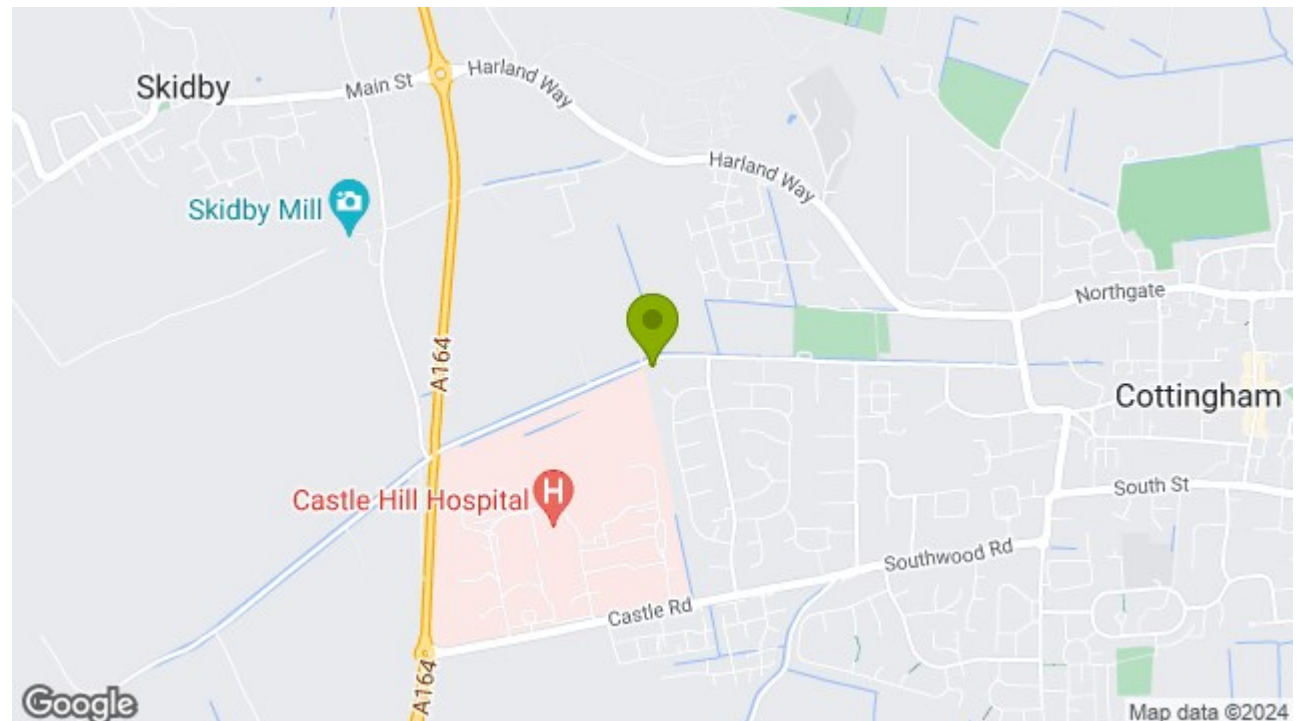 Harland Way
Skidby
Main St
Harland Way
Skidby Mill
Northgate
A164
Cottingham
Castle Hill Hospital
H
South St
Southwood Rd
Castle Rd
A164
Google
Map data ©2024